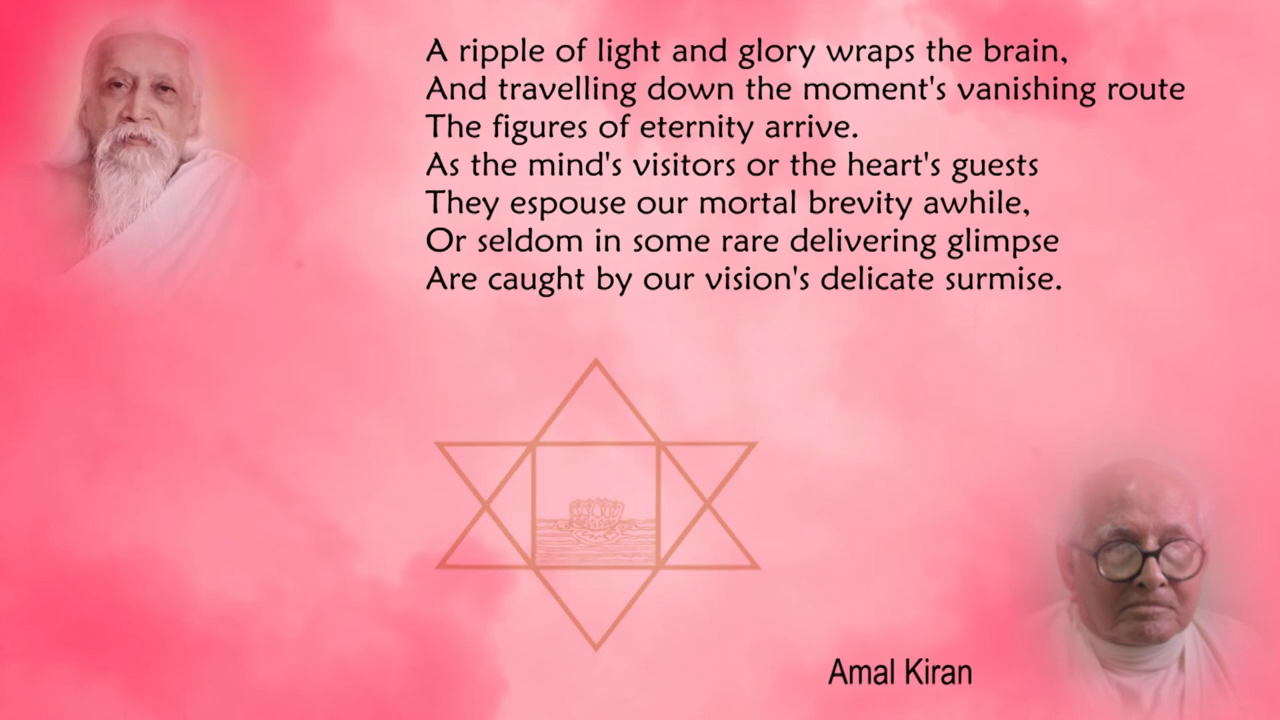 A ripple of light and glory wraps the brain,
And travelling down the moment's vanishing route
The figures of eternity arrive.
As the mind's visitors or the heart's guests
They espouse our mortal brevity awhile,
Or seldom in some rare delivering glimpse
Are caught by our vision's delicate surmise.
Amal Kiran